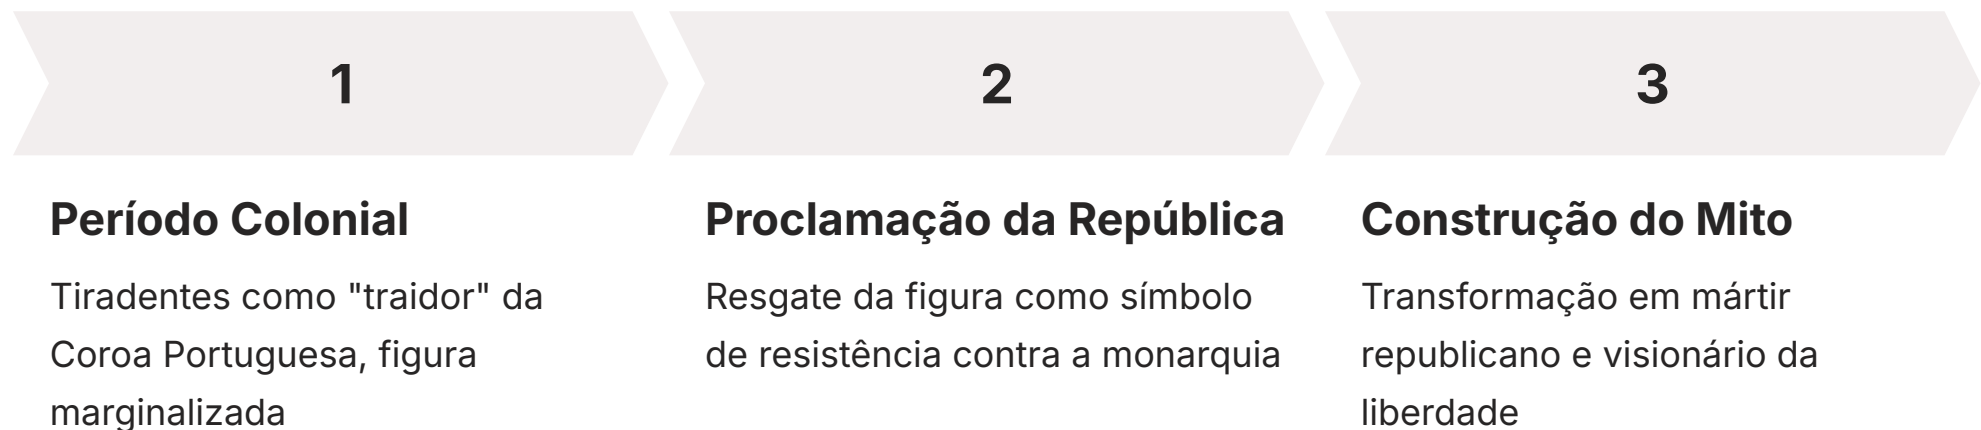 1
2
3
Período Colonial
Tiradentes como "traidor" da
Coroa Portuguesa, figura
marginalizada
Proclamação da República
Resgate da figura como símbolo
de resistência contra a monarquia
Construção do Mito
Transformação em mártir
republicano e visionário da
liberdade